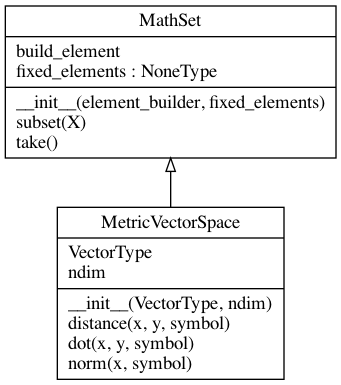 MathSet
build_element
fixed_elements : NoneType
__init__(element_builder, fixed_elements)
subset(X)
take()
MetricVectorSpace
VectorType
ndim
__init__(VectorType, ndim)
distance(x, y, symbol)
dot(x, y, symbol)
norm(x, symbol)